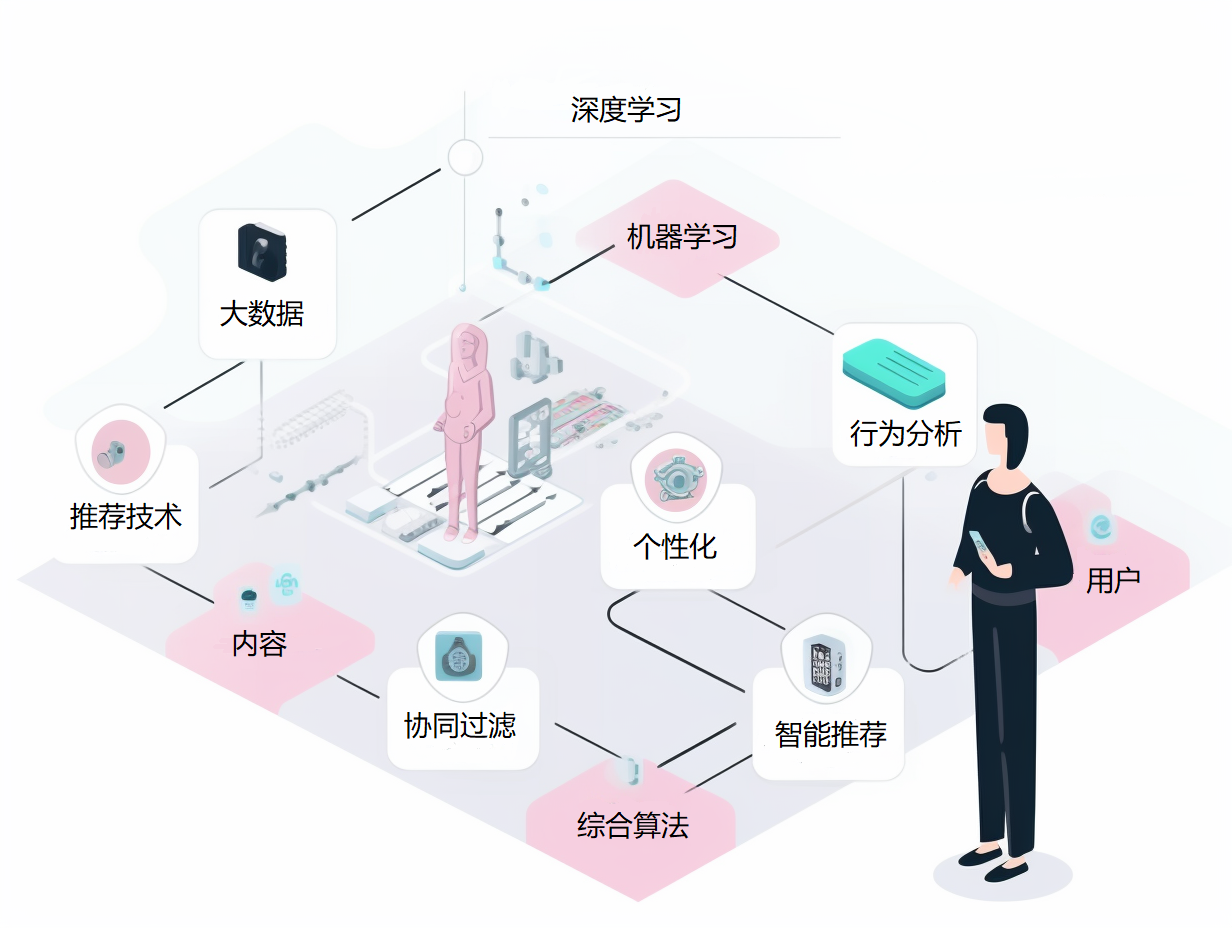 深度学习
机器学习
大数据
行为分析
推荐技术
个性化
用户
内容
协同过滤
智能推荐
综合算法